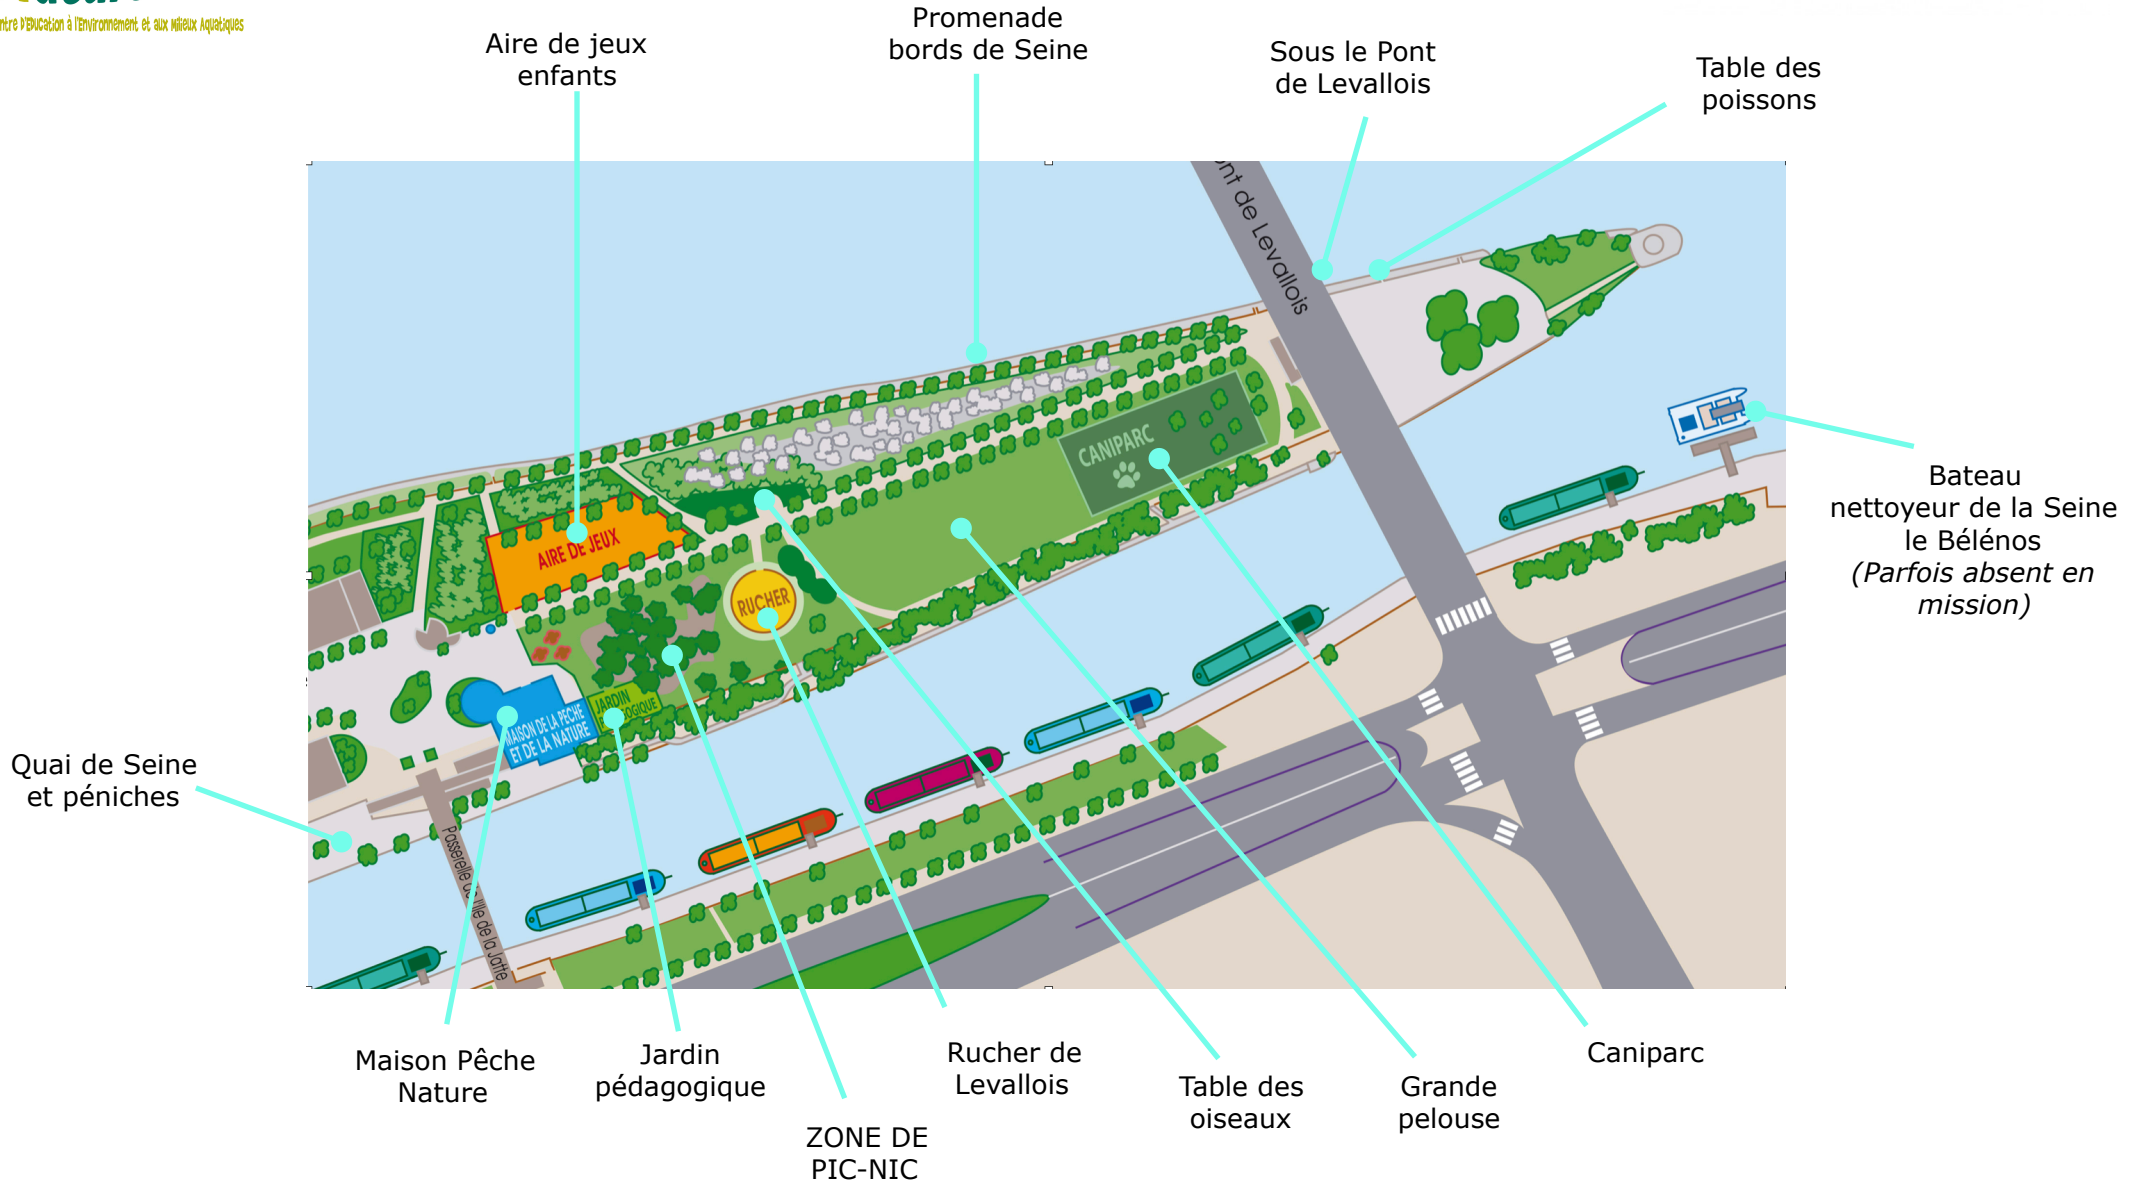 ntre D'Education à l'Environnement et aux Milieux Aquatiques
Aire de jeux
enfants
Promenade
bords de Seine
Sous le Pont
de Levallois
Table des
poissons
nt de Levallois
CANIPARC
AIRE DE JEUX
RUCHER
JARDIN
MAISON DE LA PECHE
ET DE LA NATURE
Passerelle de l'île de la Jatte
Bateau
nettoyeur de la Seine
le Bélénos
(Parfois absent en
mission)
Quai de Seine
et péniches
Maison Pêche
Nature
Jardin
pédagogique
ZONE DE
PIC-NIC
Rucher de
Levallois
Table des
oiseaux
Grande
pelouse
Caniparc